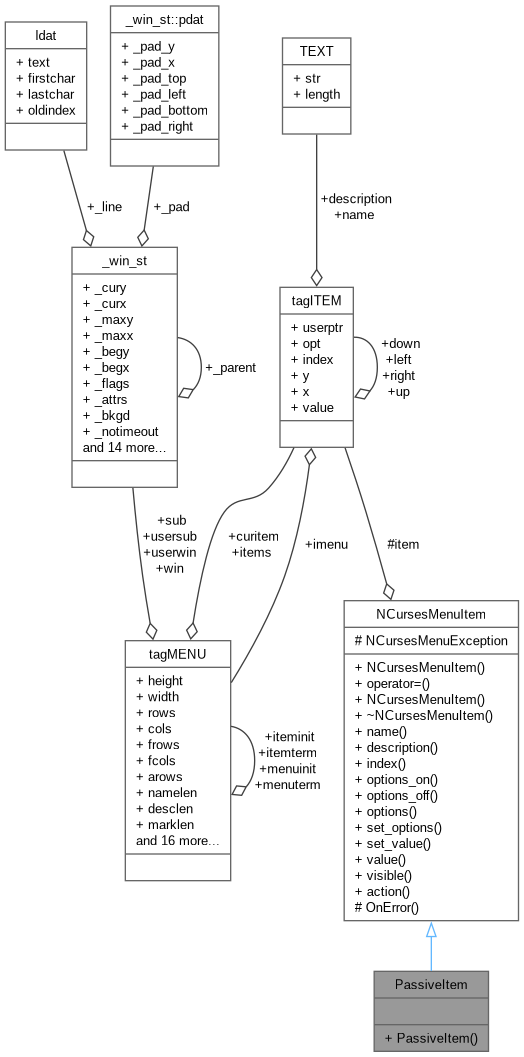 ldat
+ text
+ firstchar
+ lastchar
+ oldindex
_win_st::pdat
+ _pad_y
+ _pad_x
+ _pad_top
+ _pad_left
+ _pad_bottom
+ _pad_right
TEXT
+ str
+ length
+_line
+_pad
+description
+name
_win_st
+ _cury
+ _curx
+ _maxy
+ _maxx
+ _begy
+ _begx
+ _flags
+ _attrs
+ _bkgd
+ _notimeout
and 14 more...
+_parent
tagITEM
+ userptr
+ opt
+ index
+ y
+ x
+ value
+down
+left
+right
+up
+sub
+usersub
+userwin
+win
+curitem
+items
+imenu
#item
tagMENU
+ height
+ width
+ rows
+ cols
+ frows
+ fcols
+ arows
+ namelen
+ desclen
+ marklen
and 16 more...
+iteminit
+itemterm
+menuinit
+menuterm
NCursesMenuItem
# NCursesMenuException
+ NCursesMenuItem()
+ operator=()
+ NCursesMenuItem()
+ ~NCursesMenuItem()
+ name()
+ description()
+ index()
+ options_on()
+ options_off()
+ options()
+ set_options()
+ set_value()
+ value()
+ visible()
+ action()
# OnError()
PassiveItem
+ PassiveItem()